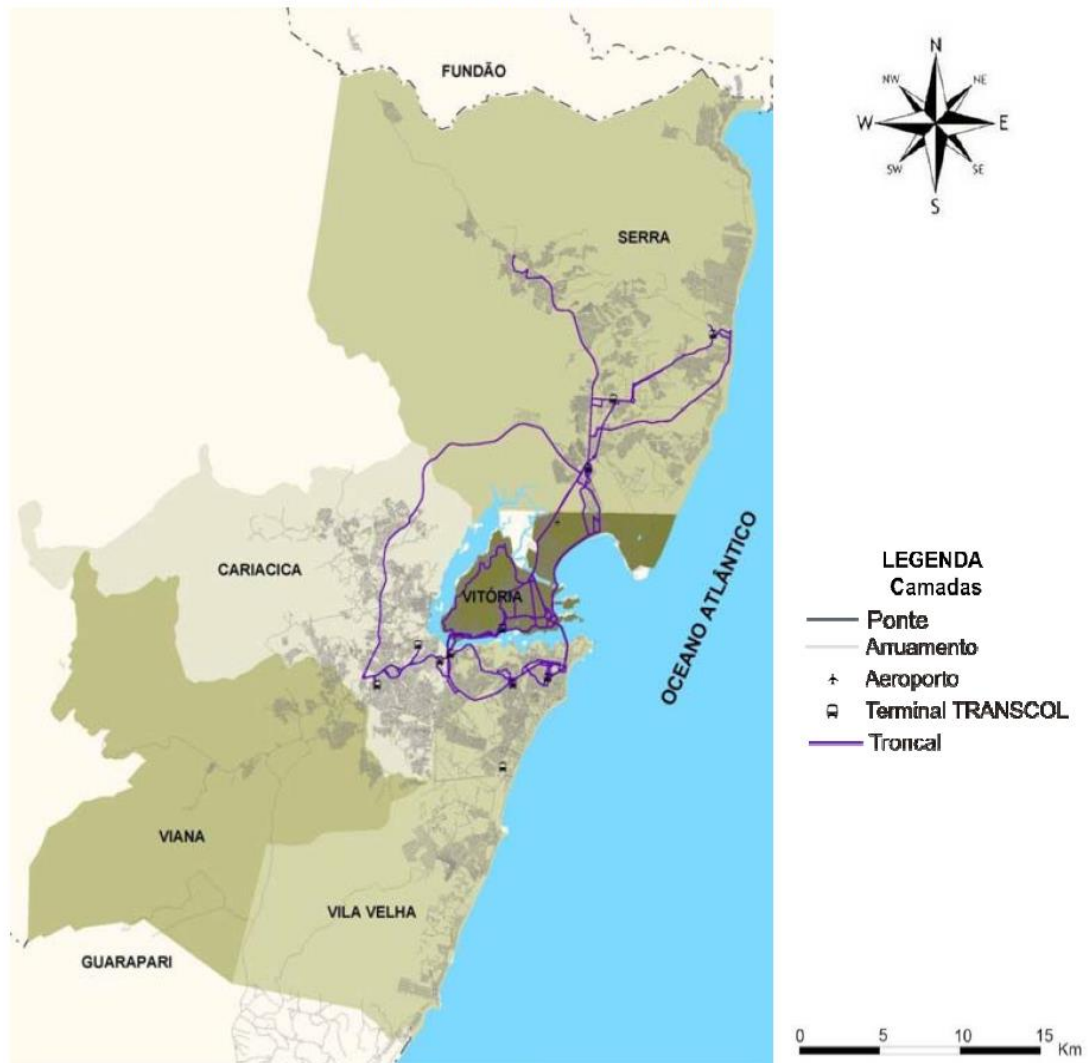 FUNDÃO
SERRA
CARIACICA
VITÓRIA
OCEANO ATLÂNTICO
VIANA
VILA VELHA
GUARAPARI
N
NW
NE
W
E
SW
SE
S
LEGENDA
Camadas
Ponte
Arruamento
Aeroporto
Terminal TRANSCOL
Troncal
0 5 10 15
Km